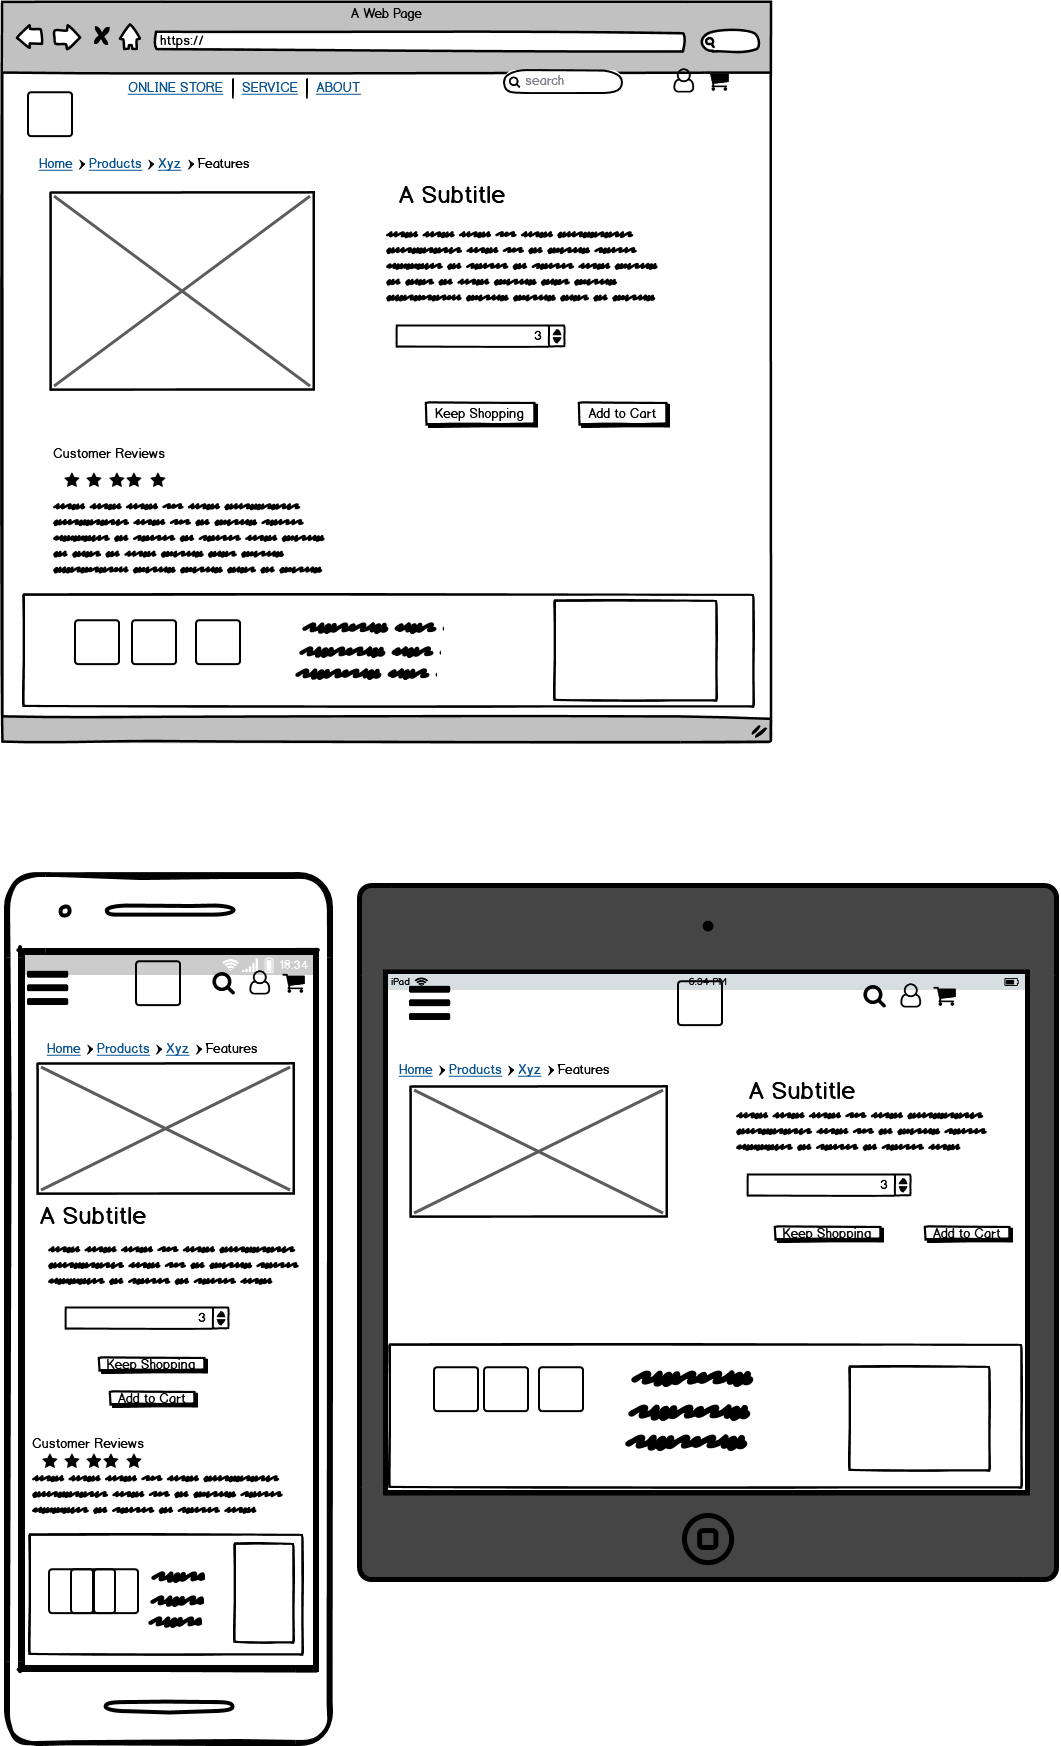 A Web Page
https://
ONLINE STORE SERVICE ABOUT
search
Home Products Xyz Features
A Subtitle
3
Keep Shopping Add to Cart
Customer Reviews
18:34
Home Products Xyz Features
A Subtitle
3
Keep Shopping
Add to Cart
Customer Reviews
iPad 6:34 PM
Home Products Xyz Features
A Subtitle
3
Keep Shopping Add to Cart